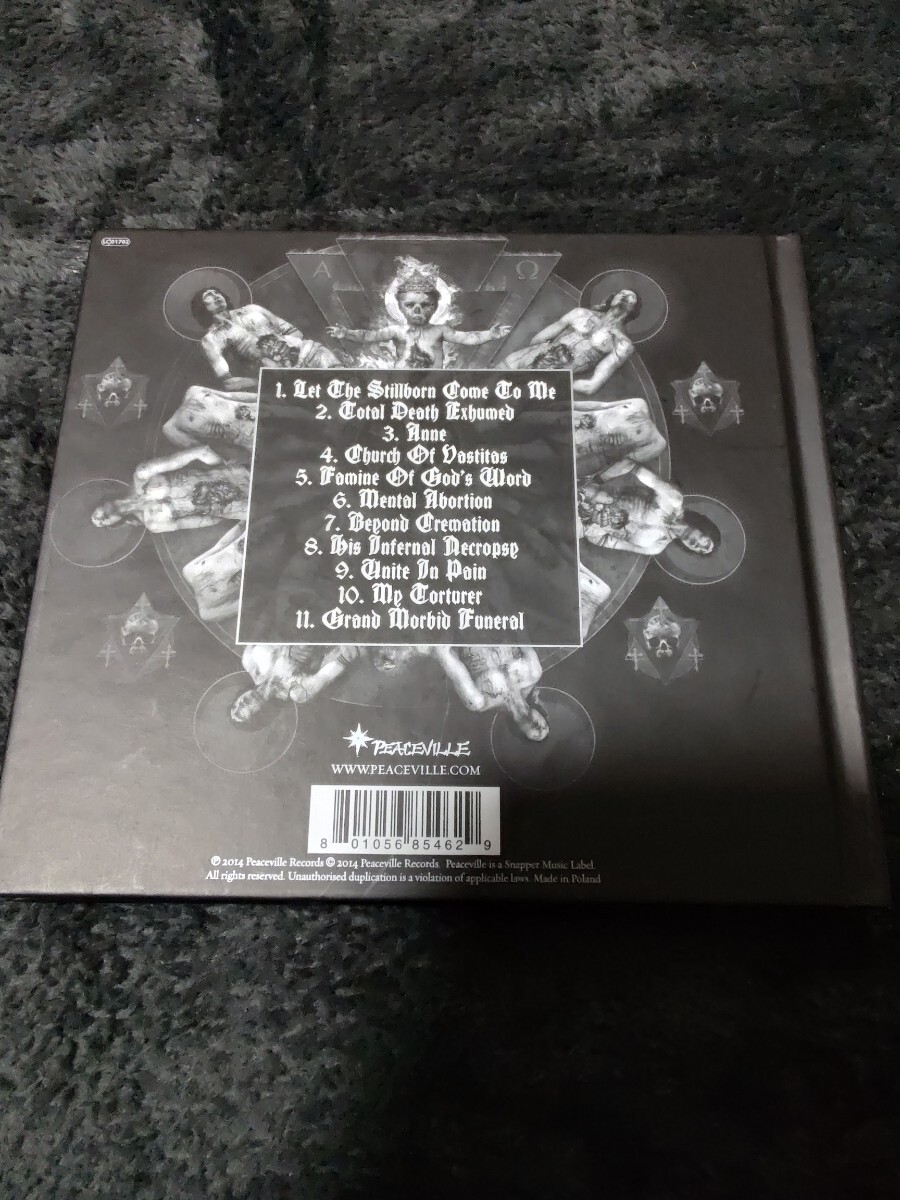 LC01702
Α Ω
1. Let The Stillborn Come To Me
2. Total Death Exhumed
3. Anne
4. Church Of Vastitas
5. Famine Of God's Word
6. Mental Abortion
7. Beyond Cremation
8. His Infernal Necropsy
9. Unite In Pain
10. My Torturer
11. Grand Morbid Funeral
PEACEVILLE
WWW.PEACEVILLE.COM
8 01056 85462 9
℗ 2014 Peaceville Records © 2014 Peaceville Records. Peaceville is a Snapper Music Label.
All rights reserved. Unauthorised duplication is a violation of applicable laws. Made in Poland